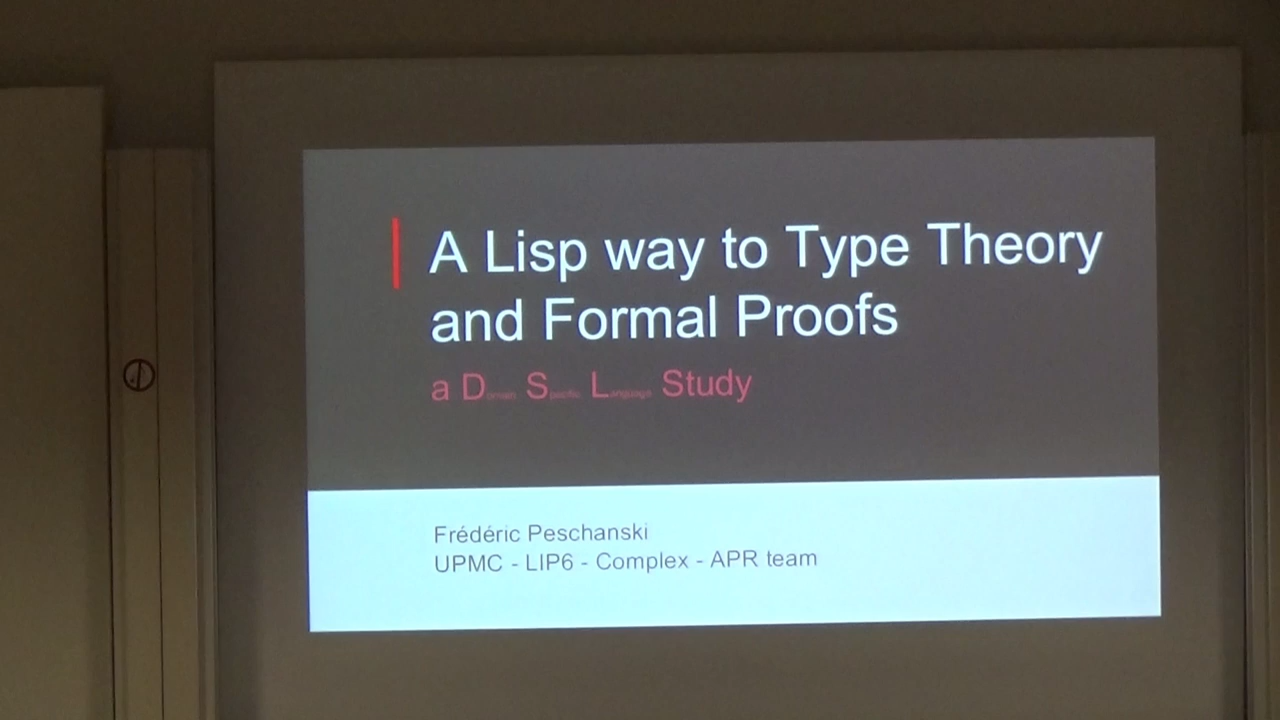 A Lisp way to Type Theory
and Formal Proofs
a Domain Specific Language Study
Frédéric Peschanski
UPMC - LIP6 - Complex - APR team